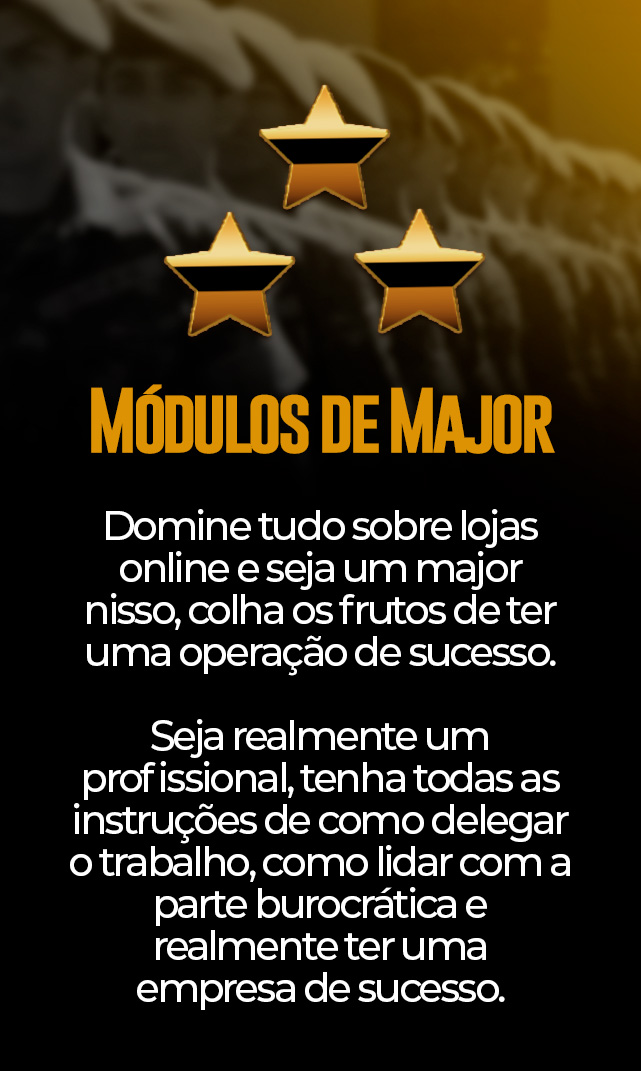 MÓDULOS DE MAJOR
Domine tudo sobre lojas
online e seja um major
nisso, colha os frutos de ter
uma operação de sucesso.
Seja realmente um
profissional, tenha todas as
instruções de como delegar
o trabalho, como lidar com a
parte burocrática e
realmente ter uma
empresa de sucesso.